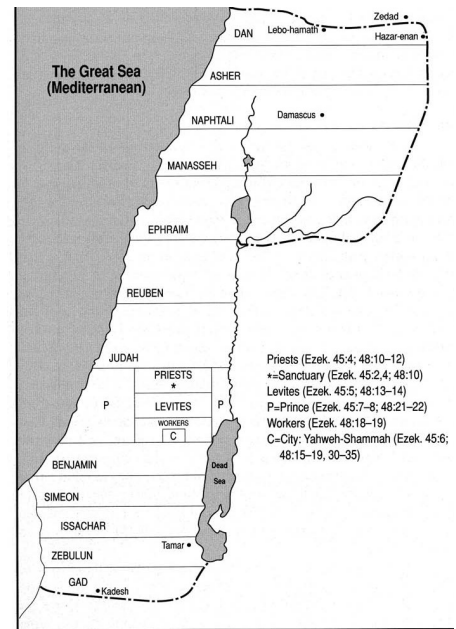 Zedad
DAN
Lebo-hamath
Hazar-enan
The Great Sea
(Mediterranean)
ASHER
NAPHTALI
Damascus
MANASSEH
EPHRAIM
REUBEN
JUDAH
P
PRIESTS
*
LEVITES
P
WORKERS
C
Priests (Ezek. 45:4; 48:10–12)
*=Sanctuary (Ezek. 45:2,4; 48:10)
Levites (Ezek. 45:5; 48:13–14)
P=Prince (Ezek. 45:7–8; 48:21–22)
Workers (Ezek. 48:18–19)
C=City: Yahweh-Shammah (Ezek. 45:6;
48:15–19, 30–35)
BENJAMIN
Dead
Sea
SIMEON
ISSACHAR
Tamar
ZEBULUN
GAD
Kadesh